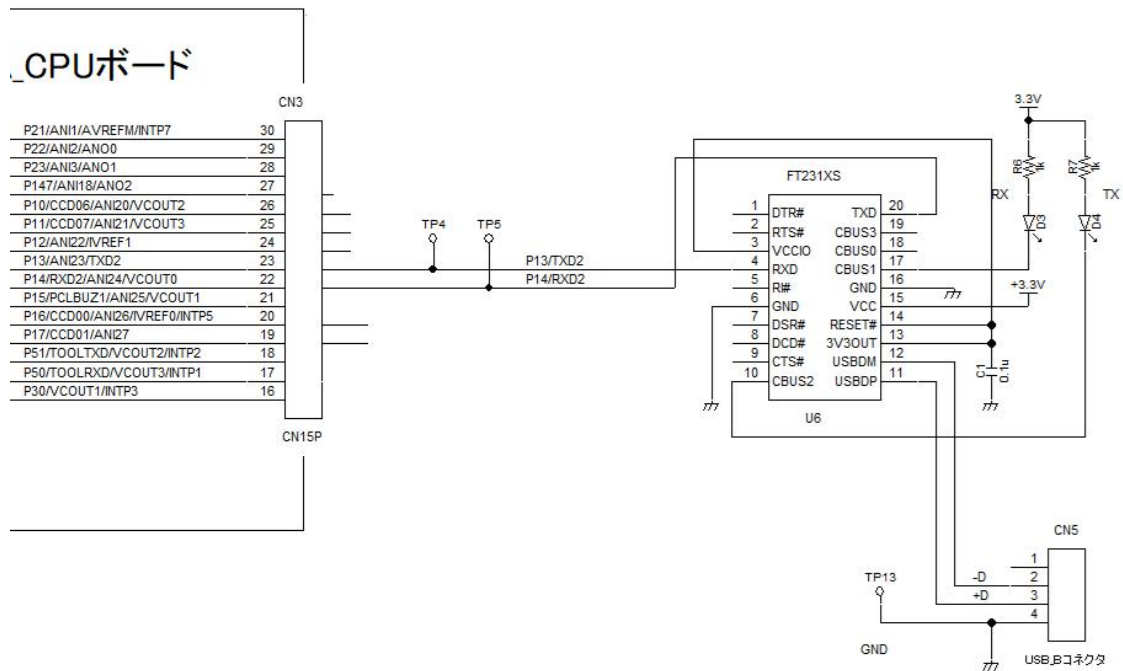 _CPUボード
CN3
P21/ANI1/AVREFM/INTP7 30
P22/ANI2/ANO0 29
P23/ANI3/ANO1 28
P147/ANI18/ANO2 27
P10/CCD06/ANI20/VCOUT2 26
P11/CCD07/ANI21/VCOUT3 25
P12/ANI22/IVREF1 24
P13/ANI23/TXD2 23
P14/RXD2/ANI24/VCOUT0 22
P15/PCLBUZ1/ANI25/VCOUT1 21
P16/CCD00/ANI26/IVREF0/INTP5 20
P17/CCD01/ANI27 19
P51/TOOLTXD/VCOUT2/INTP2 18
P50/TOOLRXD/VCOUT3/INTP1 17
P30/VCOUT1/INTP3 16
CN15P
TP4
TP5
P13/TXD2
P14/RXD2
FT231XS
1 DTR# TXD 20
2 RTS# CBUS3 19
3 VCCIO CBUS0 18
4 RXD CBUS1 17
5 RI# GND 16
6 GND VCC 15
7 DSR# RESET# 14
8 DCD# 3V3OUT 13
9 CTS# USBDM 12
10 CBUS2 USBDP 11
U6
3.3V
R6 1k
R7 1k
RX
TX
D3
D4
+3.3V
C1
0.1u
CN5
1
2
3
4
-D
+D
TP13
GND
USB_Bコネクタ